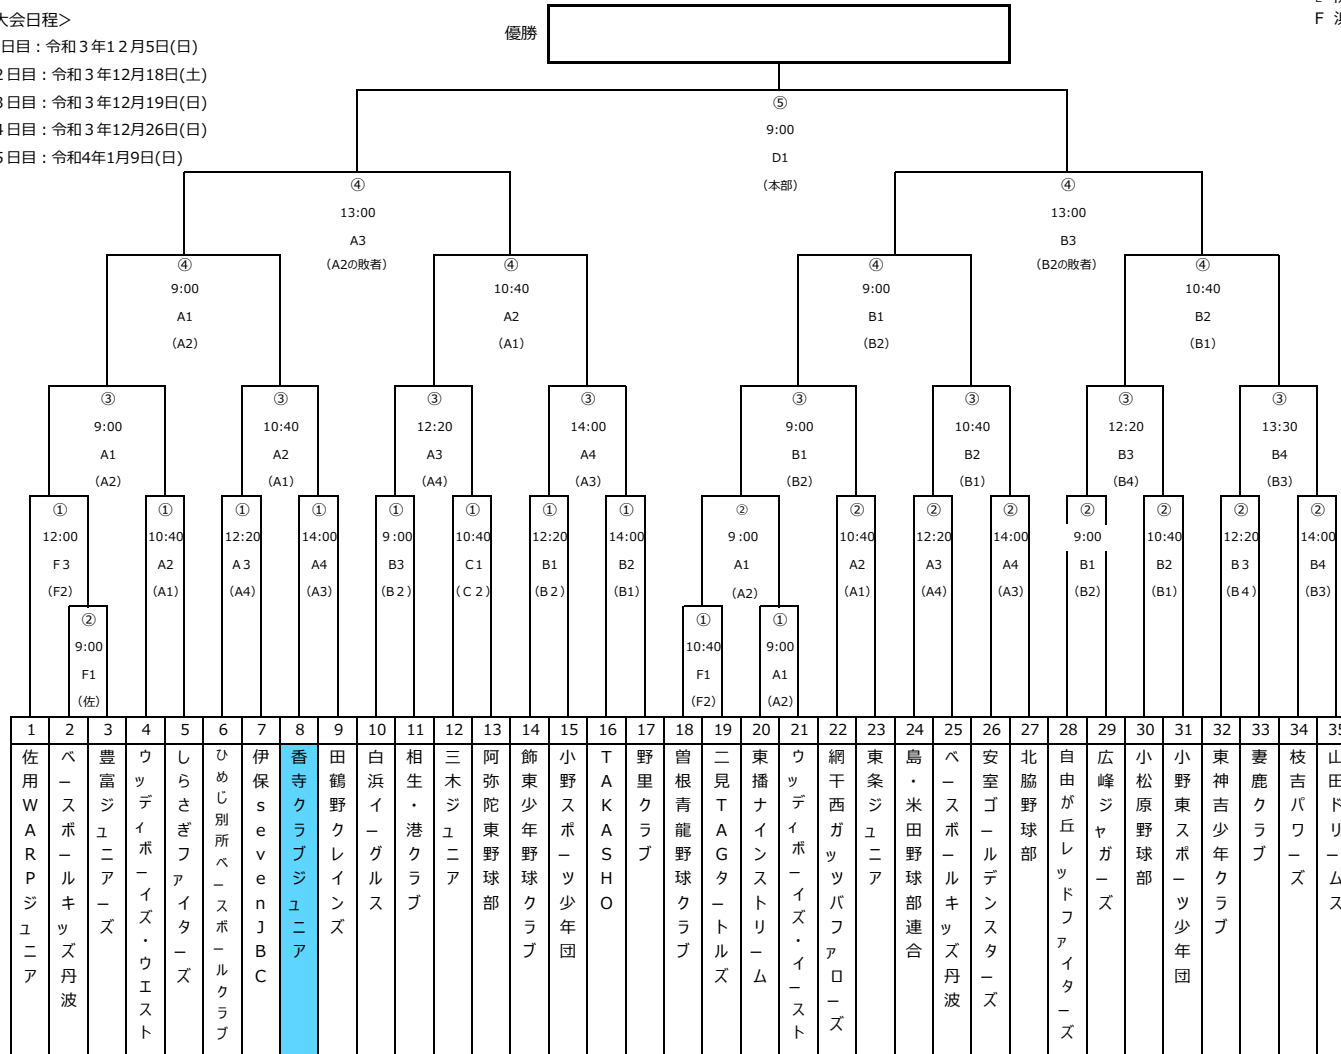 大会日程>
日目：令和３年1２月5日(日)
２日目：令和３年12月18日(土)
３日目：令和３年12月19日(日)
４日目：令和３年12月26日(日)
５日目：令和4年1月9日(日)
優勝
F
⑤
9:00
D1
（本部）
④ ④
13:00 13:00
A3 B3
（A2の敗者） （B2の敗者）
④ ④ ④ ④
9:00 10:40 9:00 10:40
A1 A2 B1 B2
（A2） （A1） （B2） （B1）
③ ③ ③ ③ ③ ③ ③ ③
9:00 10:40 12:20 14:00 9:00 10:40 12:20 13:30
A1 A2 A3 A4 B1 B2 B3 B4
（A2） （A1） （A4） （A3） （B2） （B1） （B4） （B3）
① ① ① ① ① ① ① ① ② ② ② ② ② ② ② ②
12:00 10:40 12:20 14:00 9:00 10:40 12:20 14:00 9:00 10:40 12:20 14:00 9:00 10:40 12:20 14:00
F３ A2 A３ A4 B3 C１ B1 B2 A1 A2 A3 A4 B1 B2 B３ B4
（F2） （A1） （A4） （A3） （B２） （C２） （B２） （B1） （A2） （A1） （A4） （A3） （B2） （B1） （B４） （B3）
② ① ①
9:00 10:40 9:00
F1 F1 A1
（佐） （F2） （A2）
1 2 3 4 5 6 7 8 9 10 11 12 13 14 15 16 17 18 19 20 21 22 23 24 25 26 27 28 29 30 31 32 33 34 35
佐用ＷＡＲＰジュニア
ベースボールキッズ丹波
豊富ジュニアーズ
ウッディボーイズ・ウエスト
しらさぎファイターズ
ひめじ別所ベースボールクラブ
伊保ｓｅｖｅｎＪＢＣ
香寺クラブジュニア
田鶴野クレインズ
白浜イーグルス
相生・港クラブ
三木ジュニア
阿弥陀東野球部
飾東少年野球クラブ
小野スポーツ少年団
ＴＡＫＡＳＨＯ
野里クラブ
曽根青龍野球クラブ
二見ＴＡＧタートルズ
東播ナインストリーム
ウッディボーイズ・イースト
網干西ガッツバファローズ
東条ジュニア
島・米田野球部連合
ベースボールキッズ丹波
安室ゴールデンスターズ
北脇野球部
自由が丘レッドファイターズ
広峰ジャガーズ
小松原野球部
小野東スポーツ少年団
東神吉少年クラブ
妻鹿クラブ
枝吉パワーズ
山田ドリームス